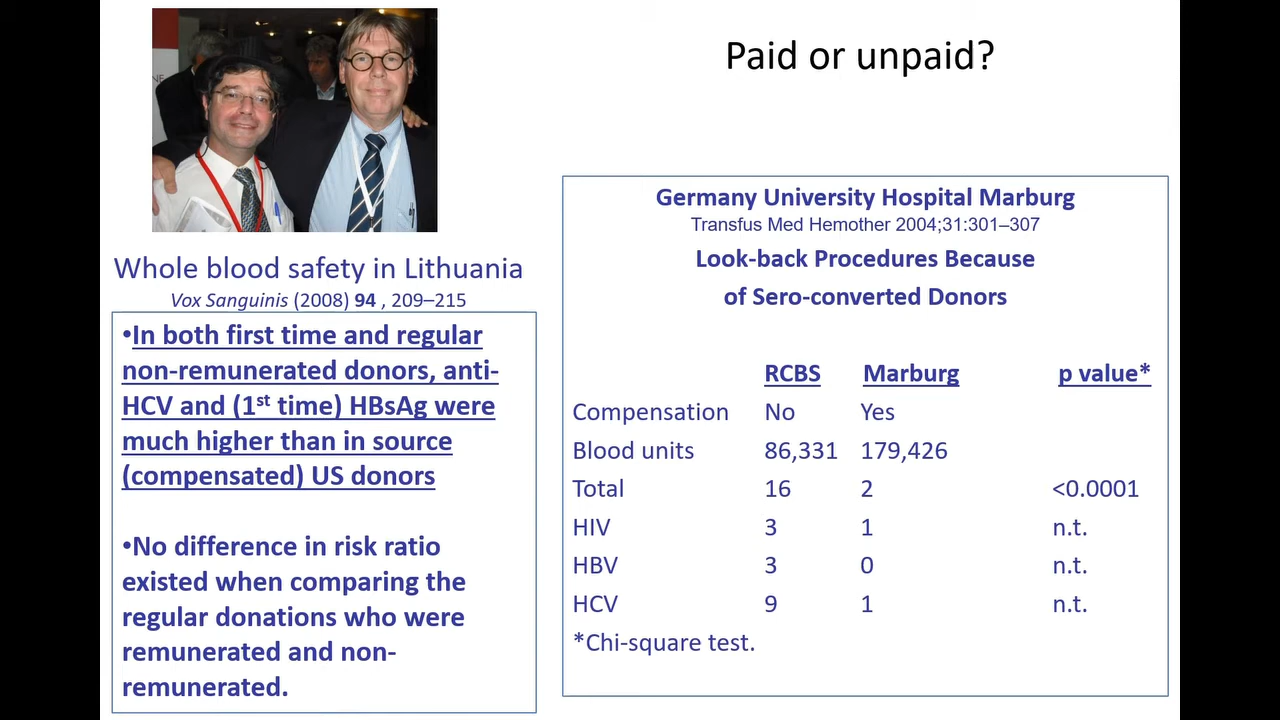 NE
Paid or unpaid?
Whole blood safety in Lithuania
Vox Sanguinis (2008) 94 , 209–215
•In both first time and regular
non-remunerated donors, anti-
HCV and (1st time) HBsAg were
much higher than in source
(compensated) US donors
•No difference in risk ratio
existed when comparing the
regular donations who were
remunerated and non-
remunerated.
Germany University Hospital Marburg
Transfus Med Hemother 2004;31:301–307
Look-back Procedures Because
of Sero-converted Donors
RCBS Marburg p value*
Compensation No Yes
Blood units 86,331 179,426
Total 16 2 <0.0001
HIV 3 1 n.t.
HBV 3 0 n.t.
HCV 9 1 n.t.
*Chi-square test.